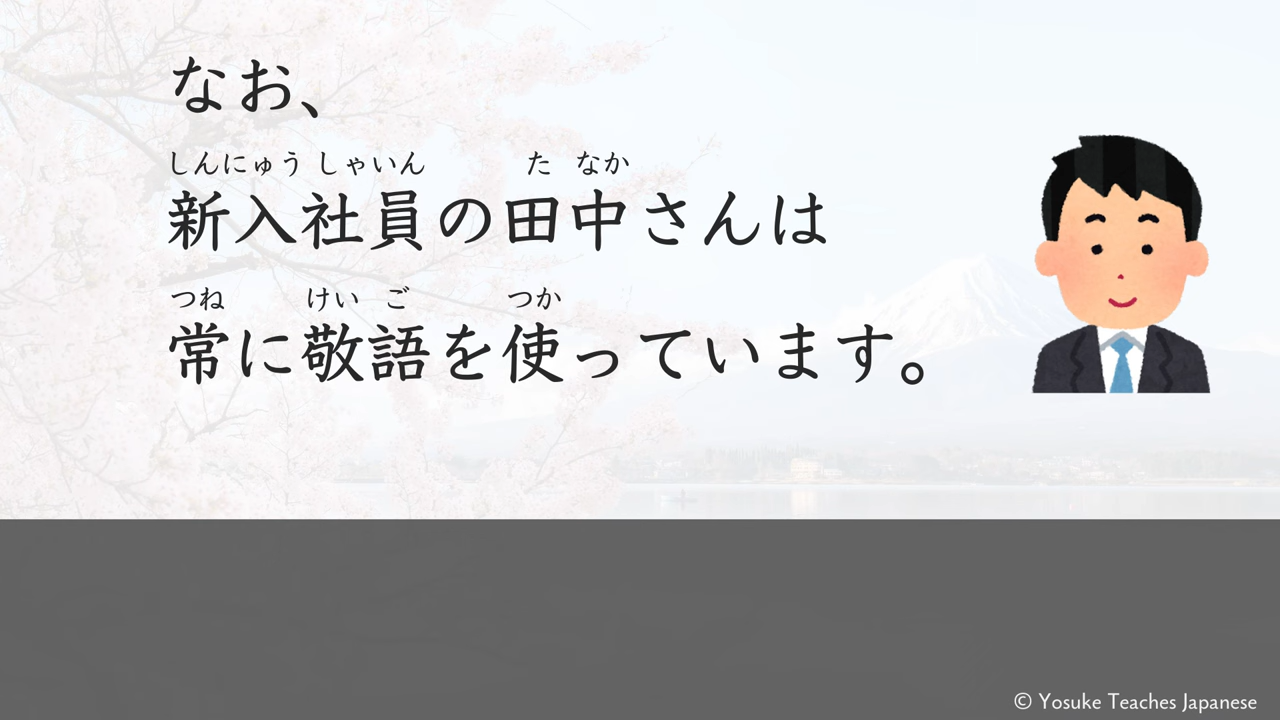 なお、
しんにゅう しゃいん た なか
新入社員の田中さんは
つね けい ご つか
常に敬語を使っています。
© Yosuke Teaches Japanese